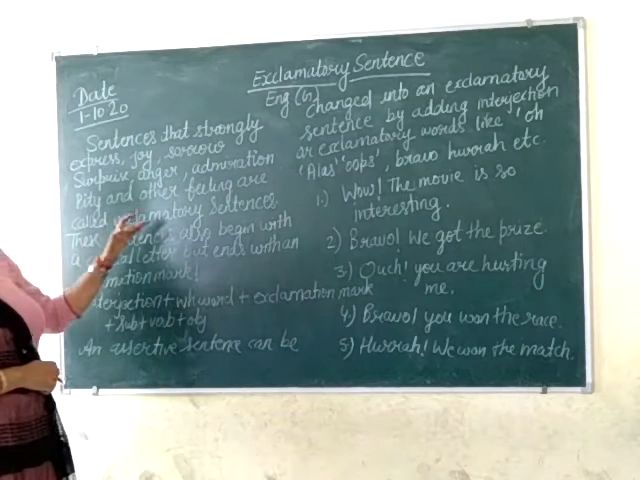 Exclamatory Sentence
Eng (G)
Date
1-10 20
Sentences that strongly
express, joy, sorrow
Surprise anger, admiration
Pity and other feeling are
called exclamatory Sentences.
These sentences also begin with
a letter but ends with an
mark!
+ wh word + exclamation mark
+ sub + verb + obj
An assertive Sentence can be
Changed into an exclamatory
sentence by adding interjection
or exclamatory words like 'oh
'Alas' 'oops', bravo hurrah etc.
1.) Wow! The movie is so
interesting.
2) Bravo! We got the prize
3) Ouch! you are hurting
me.
4) Bravo! you won the race.
5) Hurrah! We won the match.